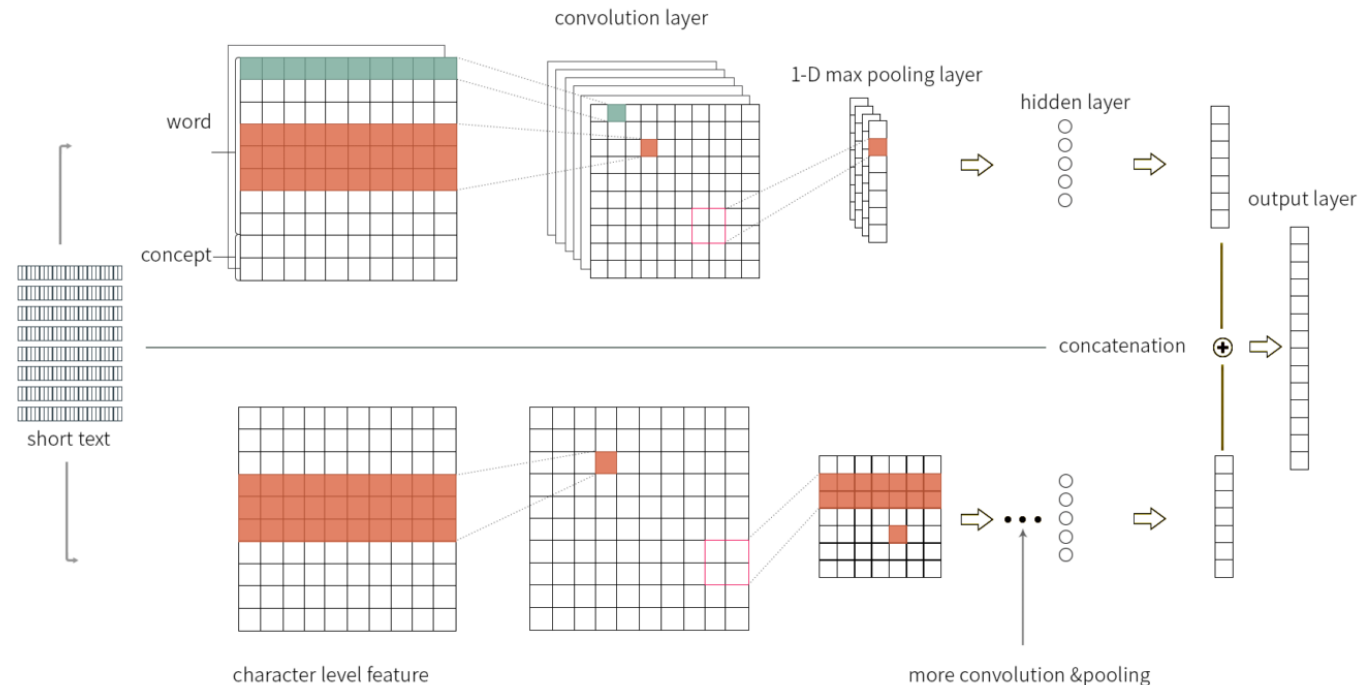 convolution layer
1-D max pooling layer
hidden layer
word
output layer
concept
concatenation
short text
character level feature
more convolution &pooling